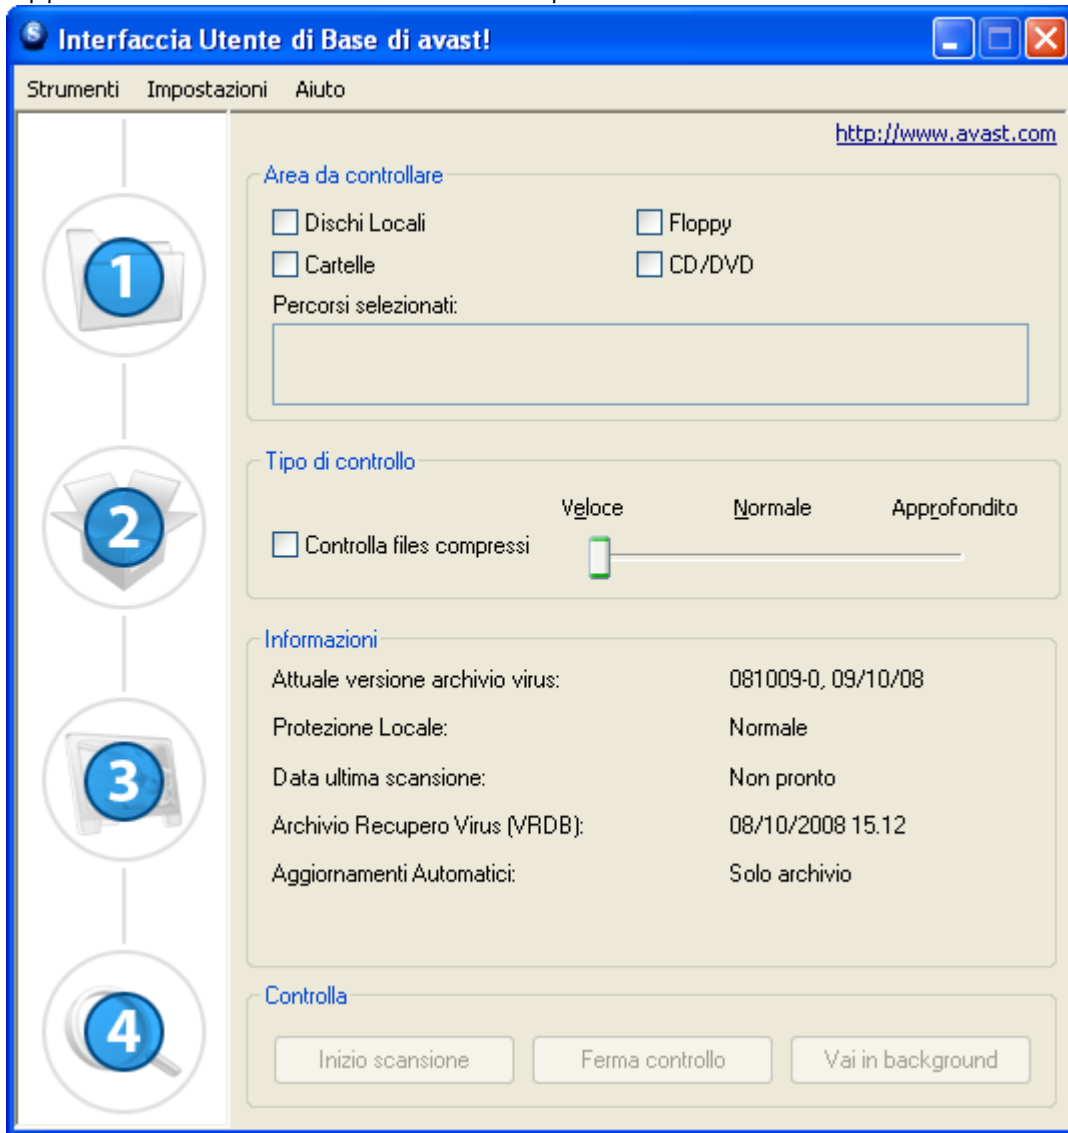 Interfaccia Utente di Base di avast!
Strumenti Impostazioni Aiuto
http://www.avast.com
1
Area da controllare
Dischi Locali Floppy
Cartelle CD/DVD
Percorsi selezionati:
2
Tipo di controllo
Veloce Normale Approfondito
Controlla files compressi
3
Informazioni
Attuale versione archivio virus: 081009-0, 09/10/08
Protezione Locale: Normale
Data ultima scansione: Non pronto
Archivio Recupero Virus (VRDB): 08/10/2008 15.12
Aggiornamenti Automatici: Solo archivio
4
Controlla
Inizio scansione Ferma controllo Vai in background